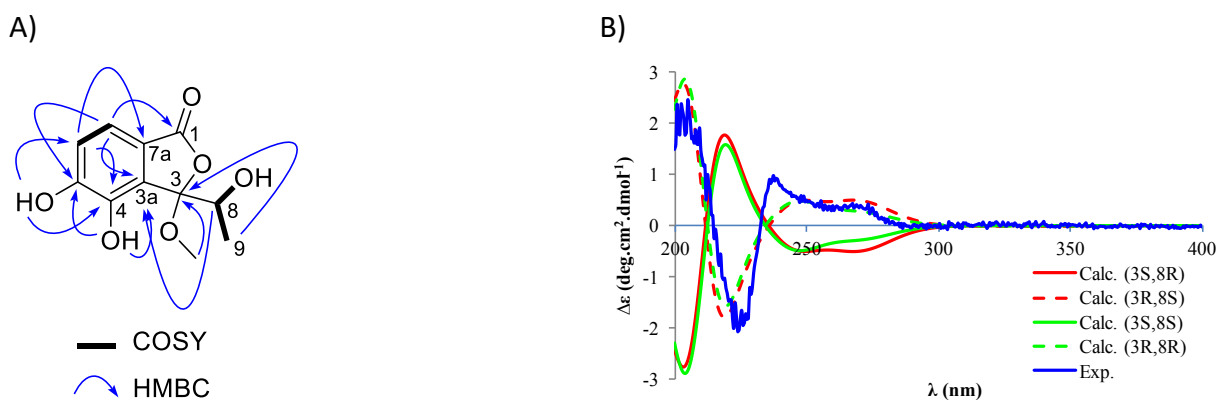 A)
B)
O
1
7a
O
3
OH
3a
8
HO
4
OH
O
9
COSY
HMBC
Δε (deg.cm².dmol⁻¹)
3
2
1
0
-1
-2
-3
200
250
300
350
400
Calc. (3S,8R)
Calc. (3R,8S)
Calc. (3S,8S)
Calc. (3R,8R)
Exp.
λ (nm)